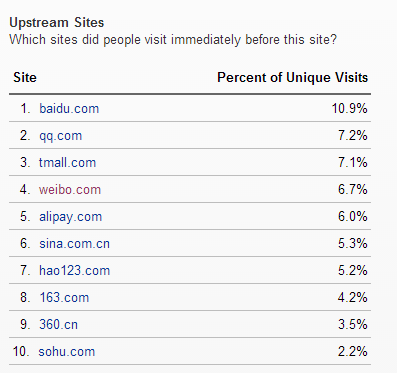 Upstream Sites
Which sites did people visit immediately before this site?
Site Percent of Unique Visits
1. baidu.com 10.9%
2. qq.com 7.2%
3. tmall.com 7.1%
4. weibo.com 6.7%
5. alipay.com 6.0%
6. sina.com.cn 5.3%
7. hao123.com 5.2%
8. 163.com 4.2%
9. 360.cn 3.5%
10. sohu.com 2.2%